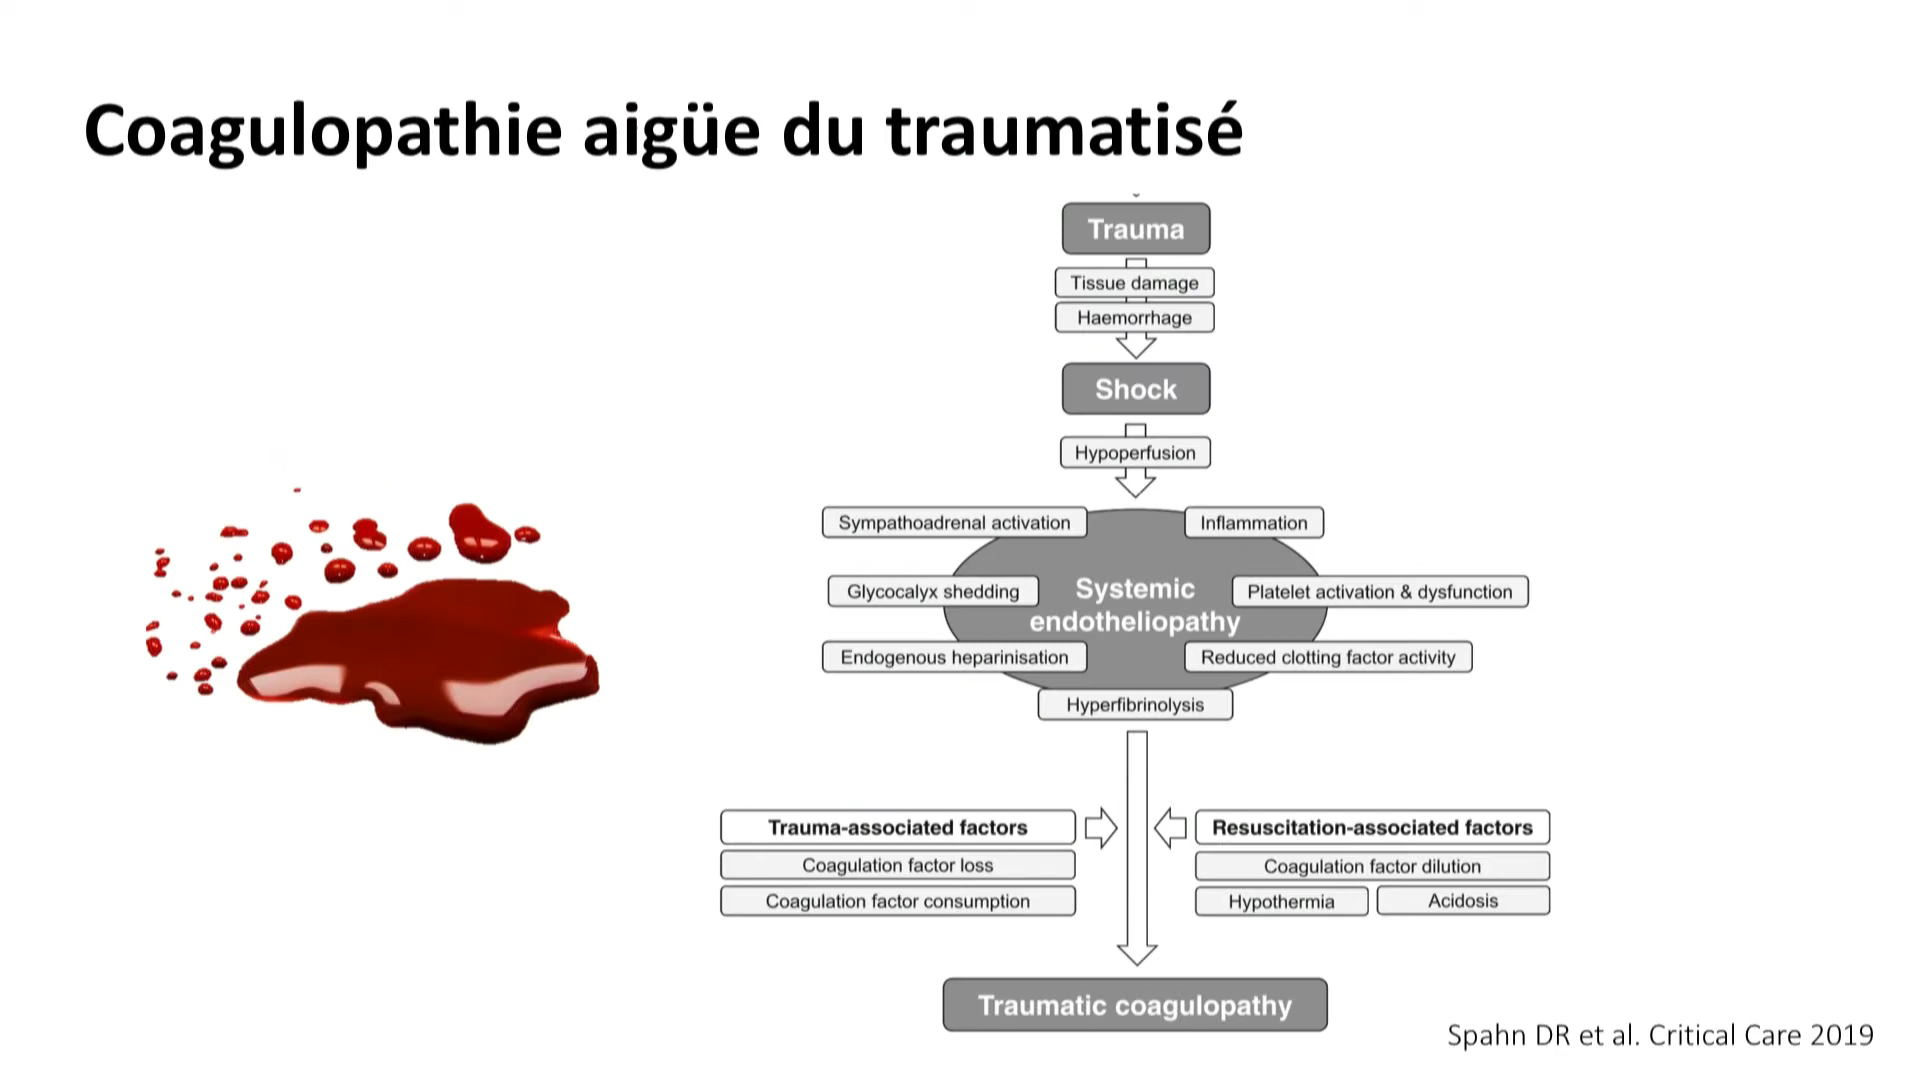 Coagulopathie aigüe du traumatisé
Trauma
Tissue damage
Haemorrhage
Shock
Hypoperfusion
Sympathoadrenal activation
Inflammation
Glycocalyx shedding
Systemic
endotheliopathy
Platelet activation & dysfunction
Endogenous heparinisation
Reduced clotting factor activity
Hyperfibrinolysis
Trauma-associated factors
Coagulation factor loss
Coagulation factor consumption
Resuscitation-associated factors
Coagulation factor dilution
Hypothermia
Acidosis
Traumatic coagulopathy
Spahn DR et al. Critical Care 2019